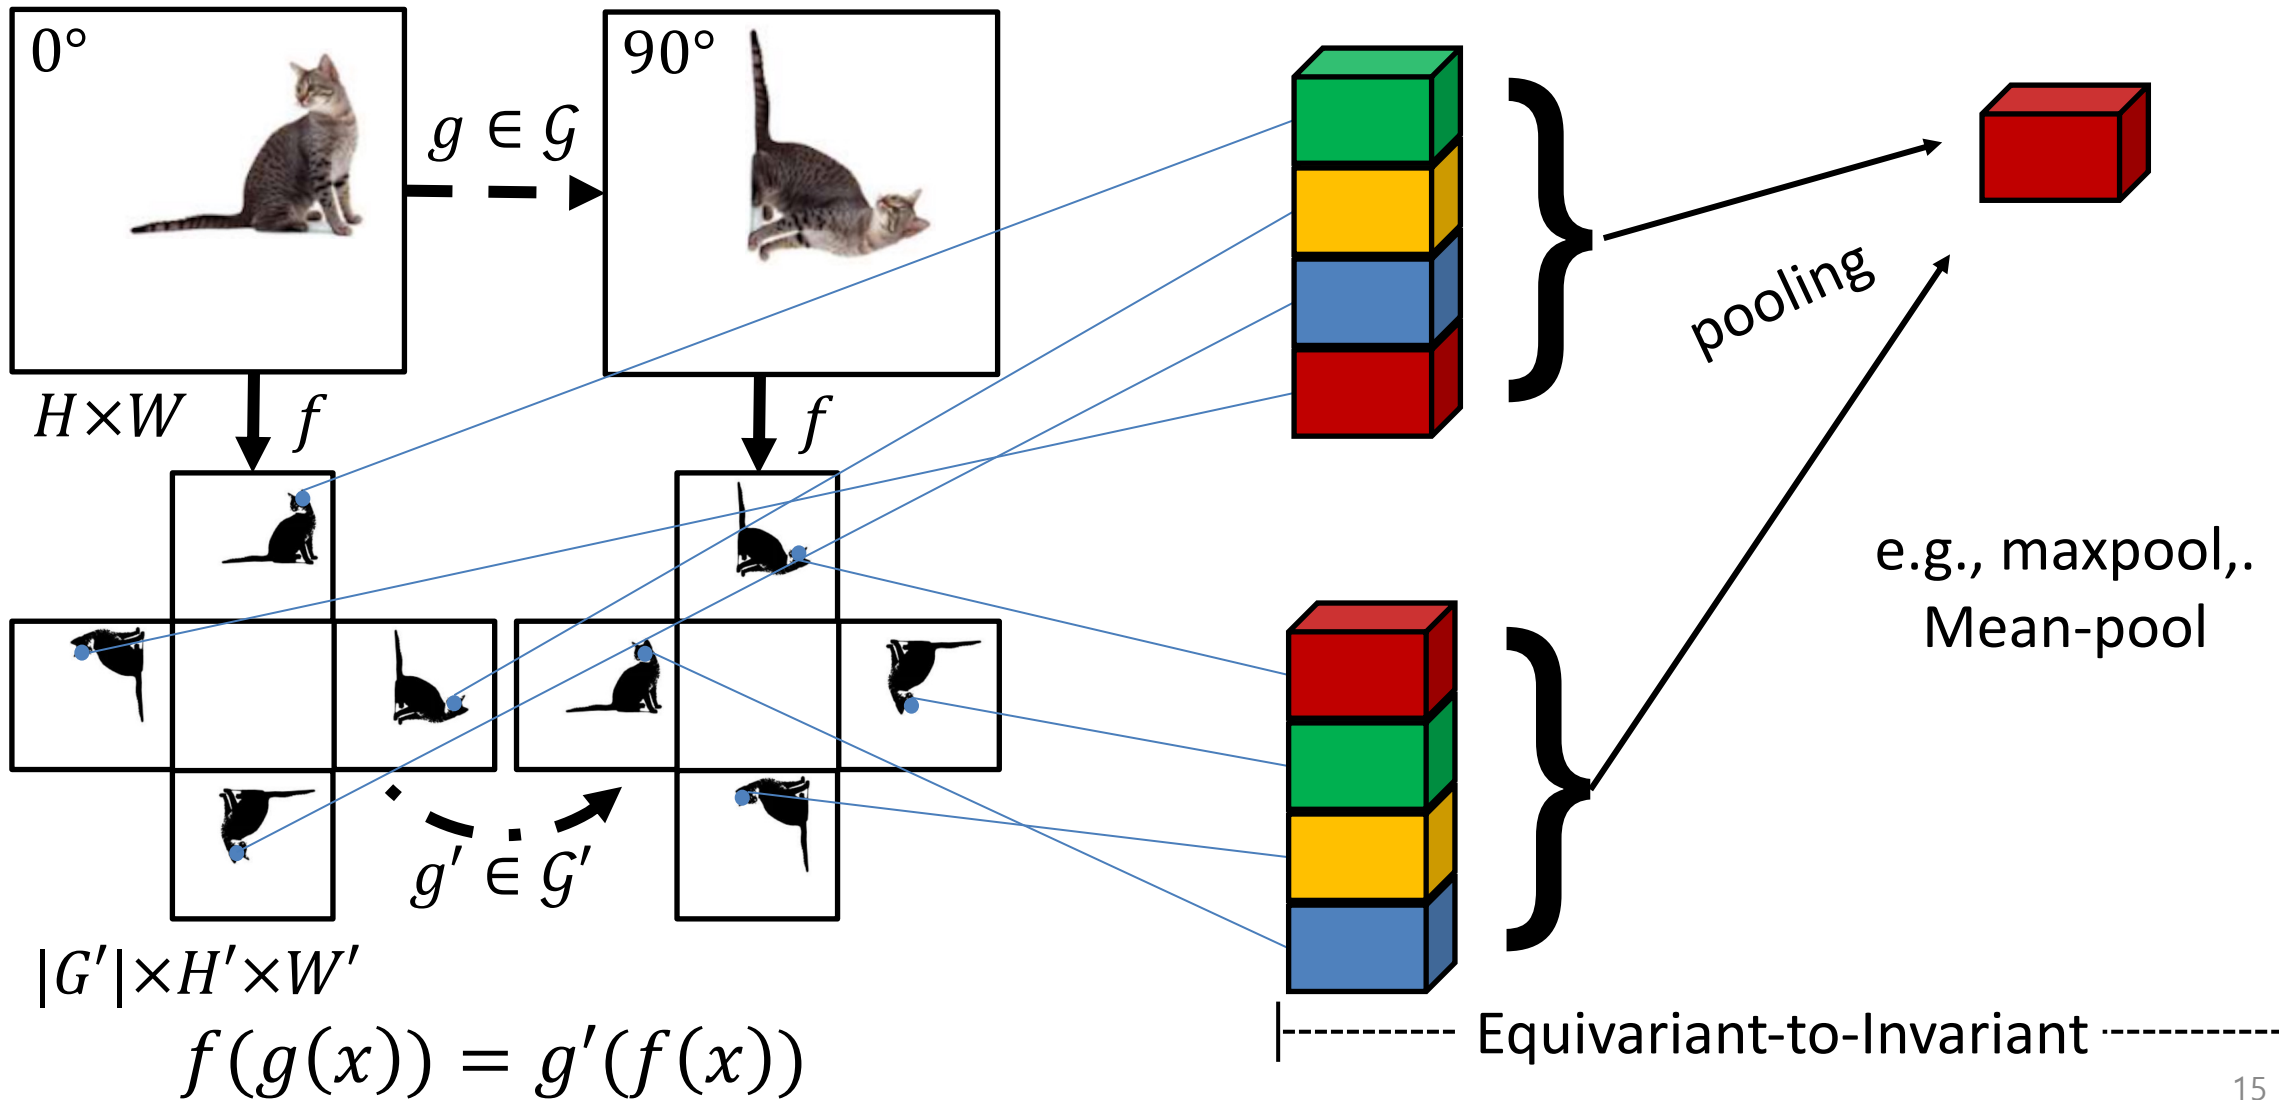 0°
90°
g ∈ 𝒢
H×W
f
f
pooling
e.g., maxpool,.
Mean-pool
g′ ∈ 𝒢′
|G′|×H′×W′
f(g(x)) = g′(f(x))
Equivariant-to-Invariant
15